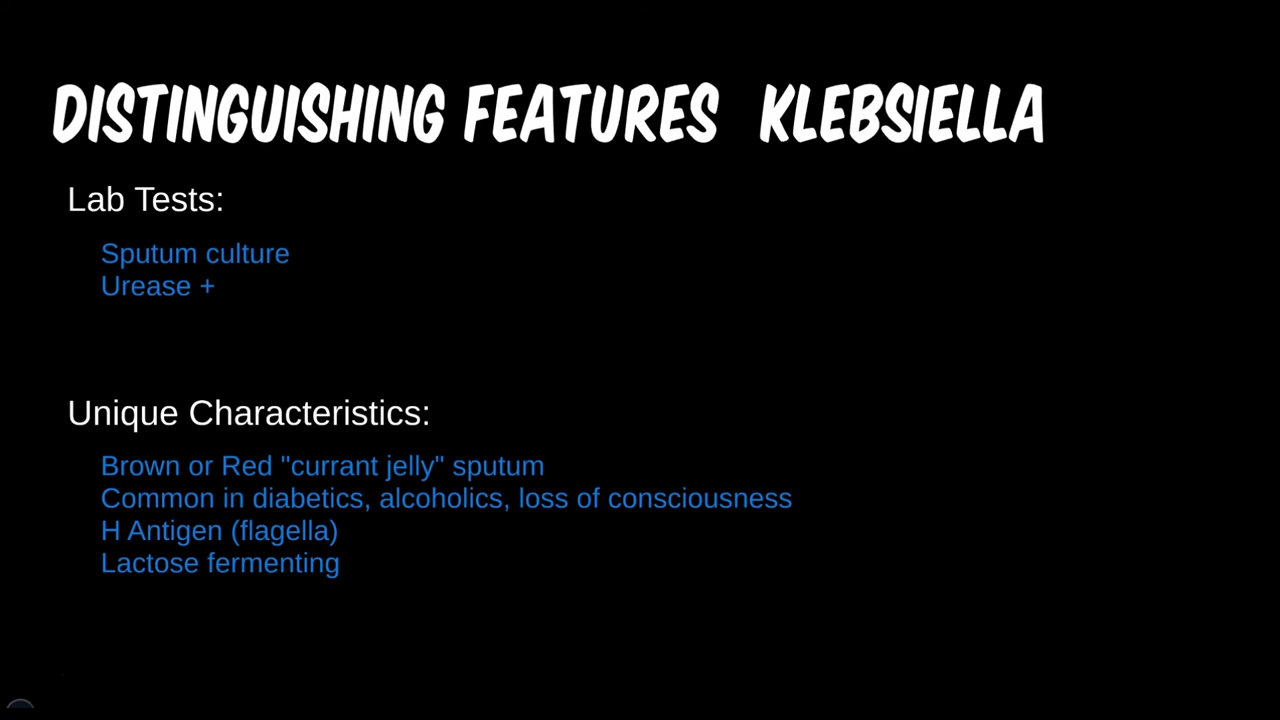 DISTINGUISHING FEATURES KLEBSIELLA
Lab Tests:
Sputum culture
Urease +
Unique Characteristics:
Brown or Red "currant jelly" sputum
Common in diabetics, alcoholics, loss of consciousness
H Antigen (flagella)
Lactose fermenting